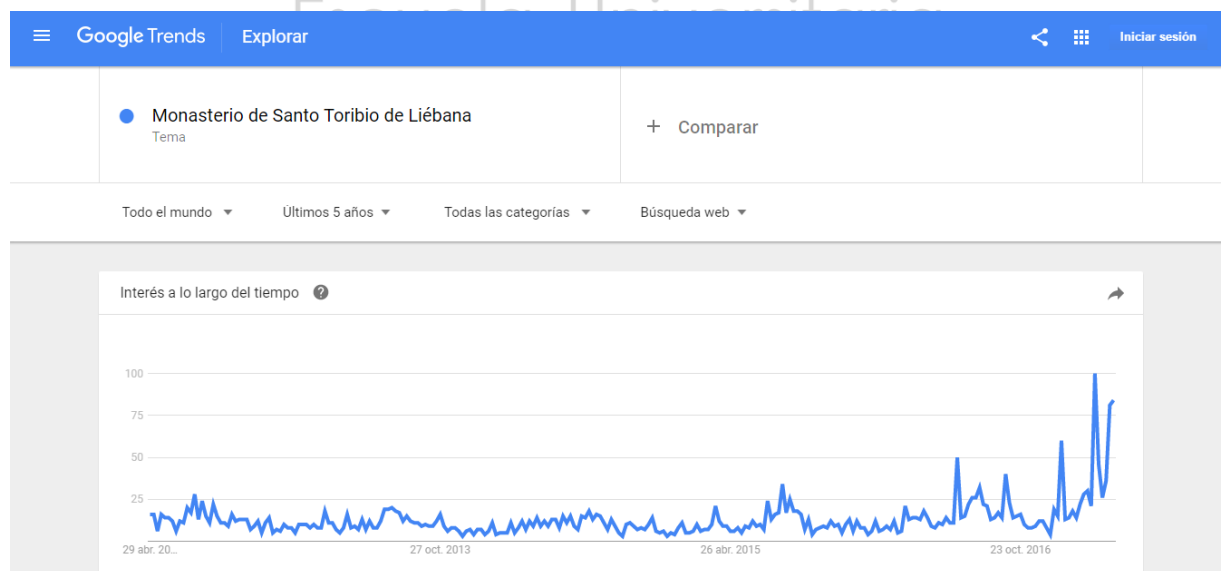 Escuela Universitaria
Google Trends Explorar Iniciar sesión
Monasterio de Santo Toribio de Liébana
Tema
+ Comparar
Todo el mundo Últimos 5 años Todas las categorías Búsqueda web
Interés a lo largo del tiempo ?
100
75
50
25
29 abr. 20... 27 oct. 2013 26 abr. 2015 23 oct. 2016